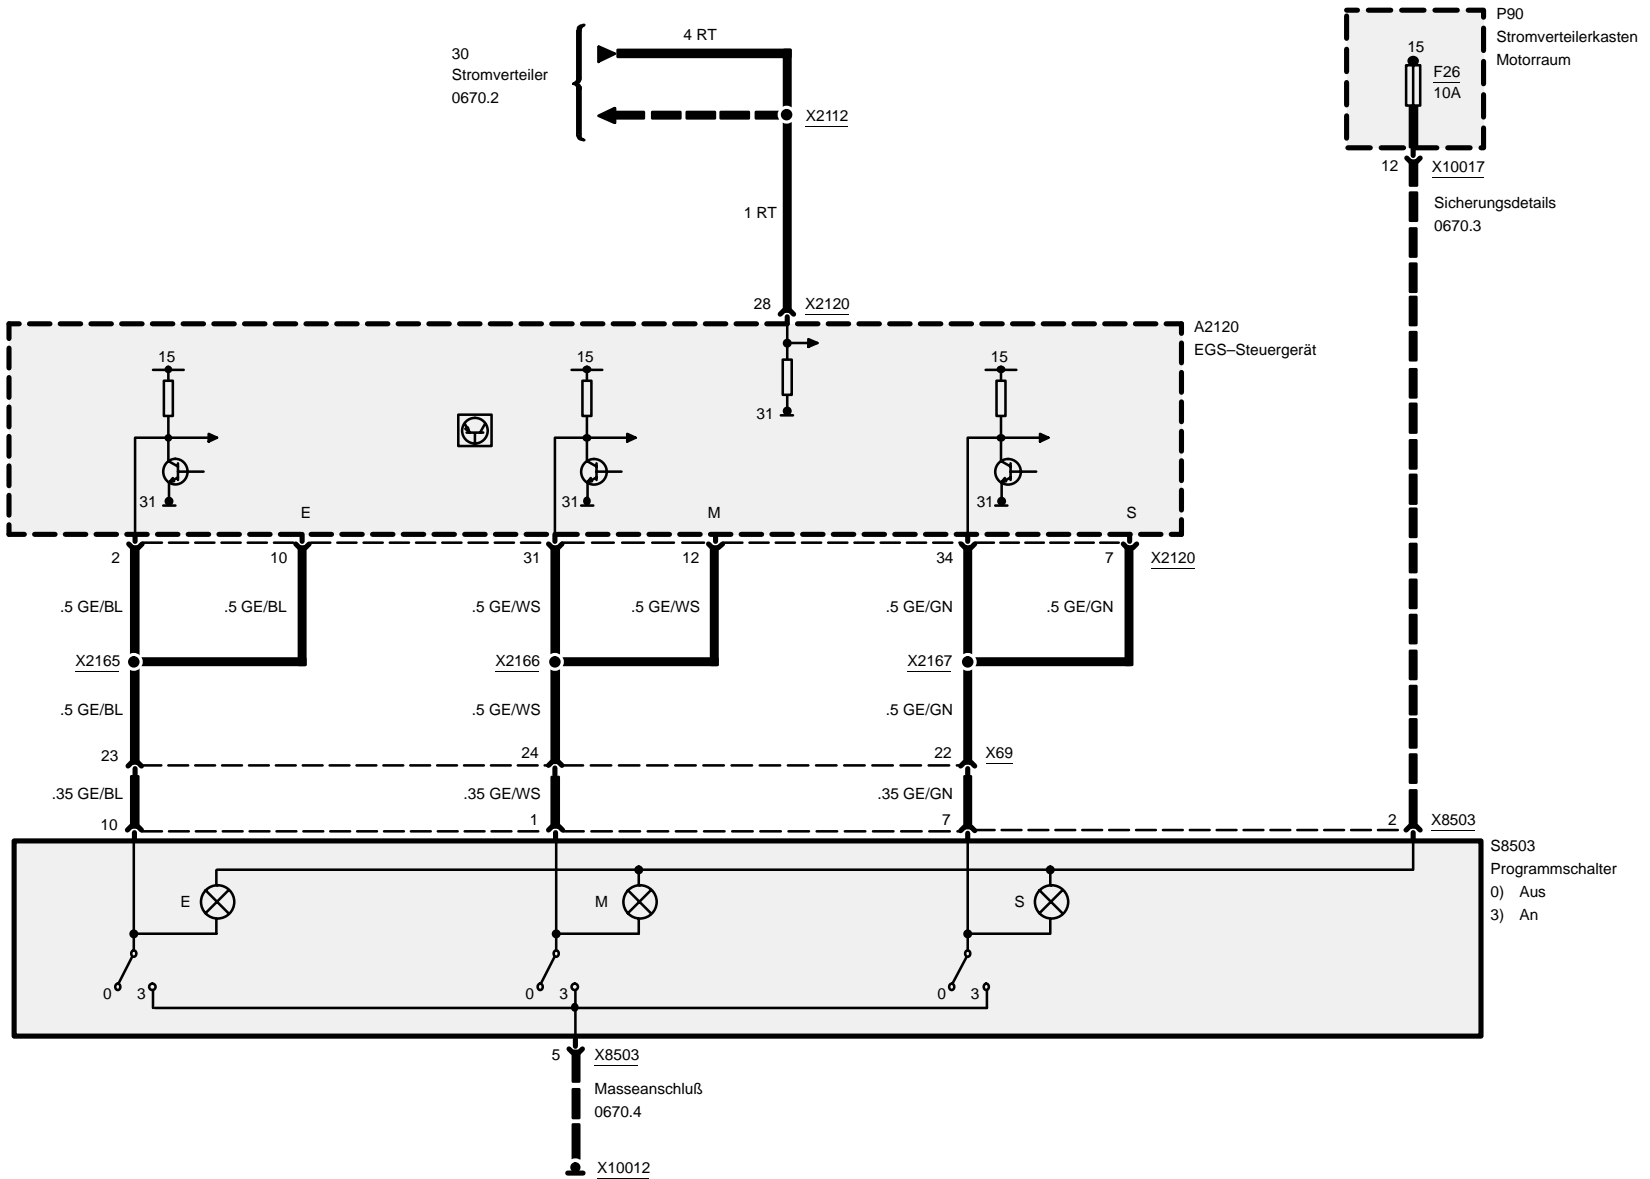 P90
Stromverteilerkasten
Motorraum
15
F26
10A
12
X10017
Sicherungsdetails
0670.3
30
Stromverteiler
0670.2
4 RT
X2112
1 RT
28
X2120
A2120
EGS–Steuergerät
15
15
15
31
31
31
31
E
M
S
2
10
31
12
34
7
X2120
.5 GE/BL
.5 GE/BL
.5 GE/WS
.5 GE/WS
.5 GE/GN
.5 GE/GN
X2165
X2166
X2167
.5 GE/BL
.5 GE/WS
.5 GE/GN
23
24
22
X69
.35 GE/BL
.35 GE/WS
.35 GE/GN
10
1
7
2
X8503
S8503
Programmschalter
0) Aus
3) An
E
M
S
0
3
0
3
0
3
5
X8503
Masseanschluß
0670.4
X10012